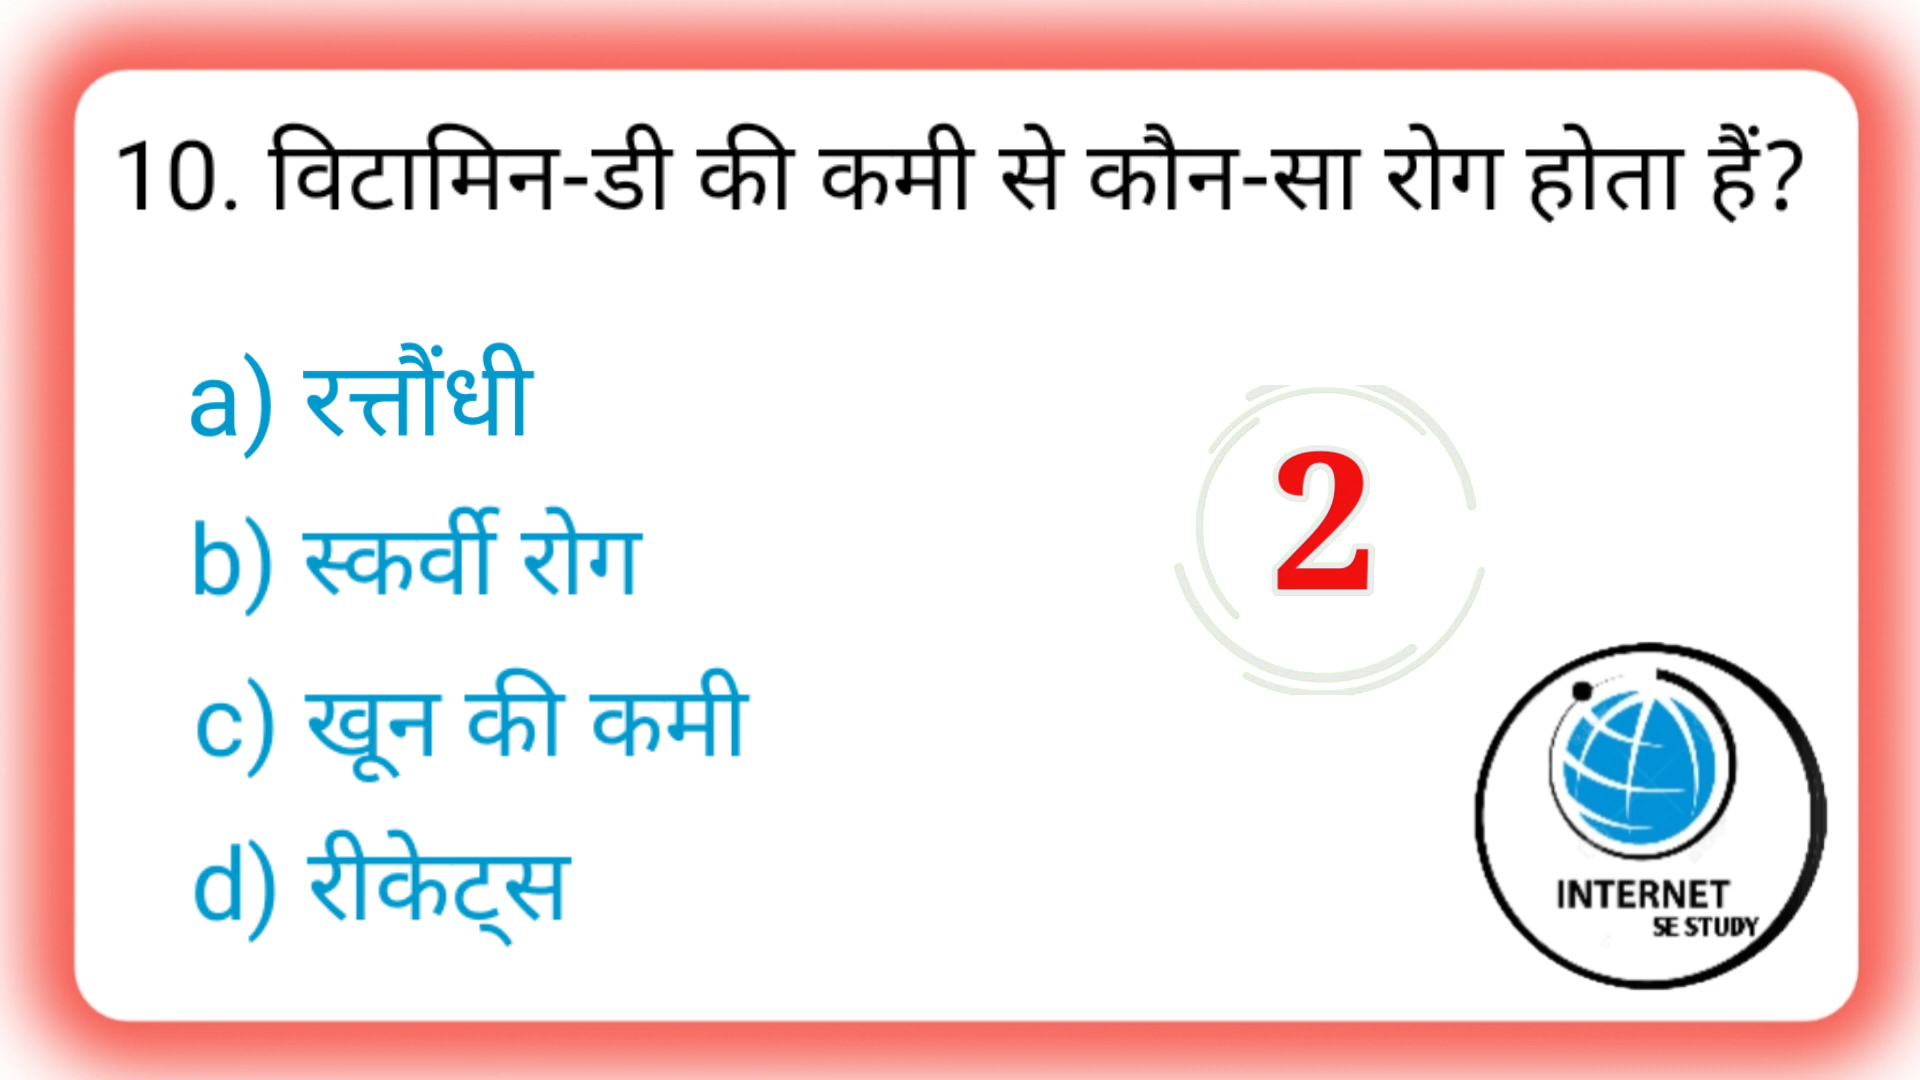 10. विटामिन-डी की कमी से कौन-सा रोग होता हैं?
a) रत्तौंधी
b) स्कर्वी रोग
2
c) खून की कमी
d) रीकेट्स
INTERNET
SE STUDY